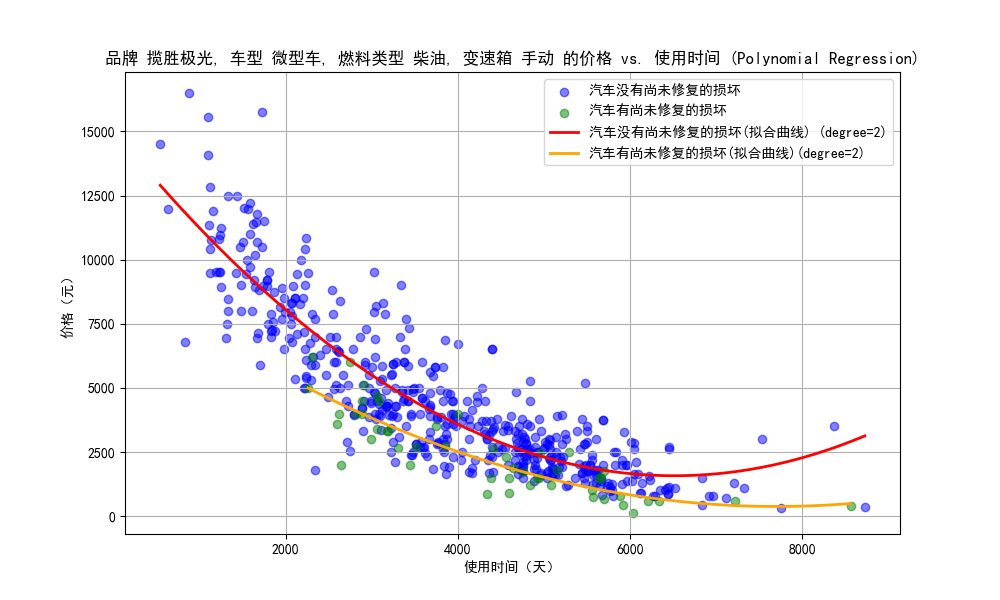 品牌 揽胜极光, 车型 微型车, 燃料类型 柴油, 变速箱 手动 的价格 vs. 使用时间 (Polynomial Regression)
汽车没有尚未修复的损坏
汽车有尚未修复的损坏
汽车没有尚未修复的损坏(拟合曲线) (degree=2)
汽车有尚未修复的损坏(拟合曲线)(degree=2)
15000
12500
10000
7500
5000
2500
0
价格（元）
2000
4000
6000
8000
使用时间（天）